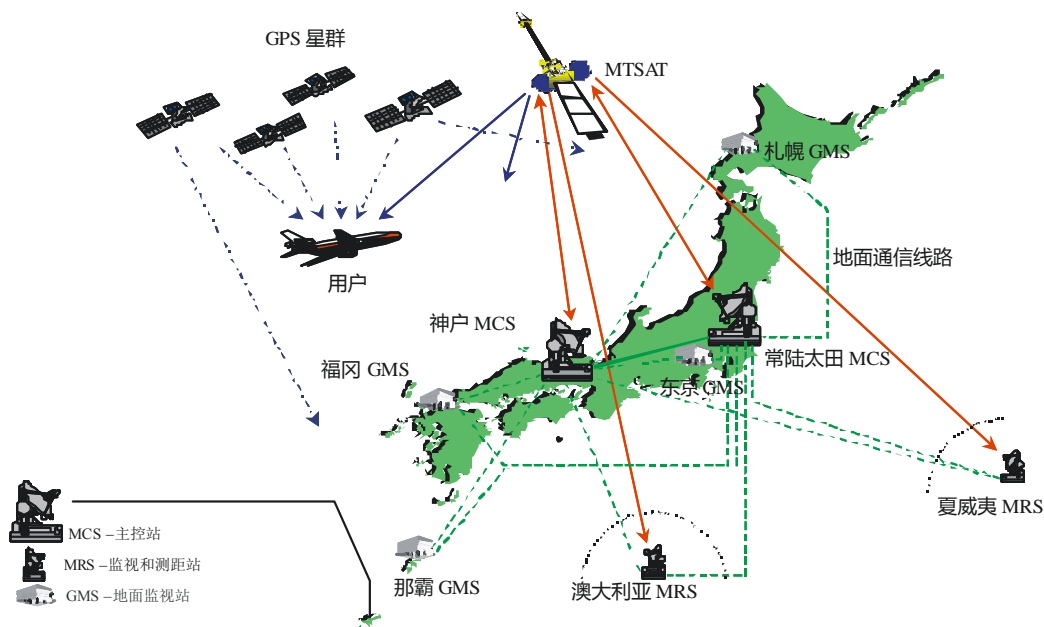 GPS 星群
MTSAT
札幌 GMS
地面通信线路
用户
神户 MCS
常陆太田 MCS
福冈 GMS
东京 GMS
夏威夷 MRS
MCS –主控站
MRS –监视和测距站
GMS –地面监视站
那霸 GMS
澳大利亚 MRS